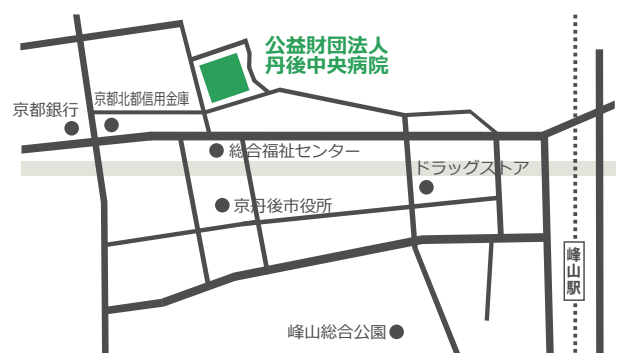 公益財団法人
丹後中央病院
京都北都信用金庫
京都銀行
総合福祉センター
ドラッグストア
京丹後市役所
峰山駅
峰山総合公園